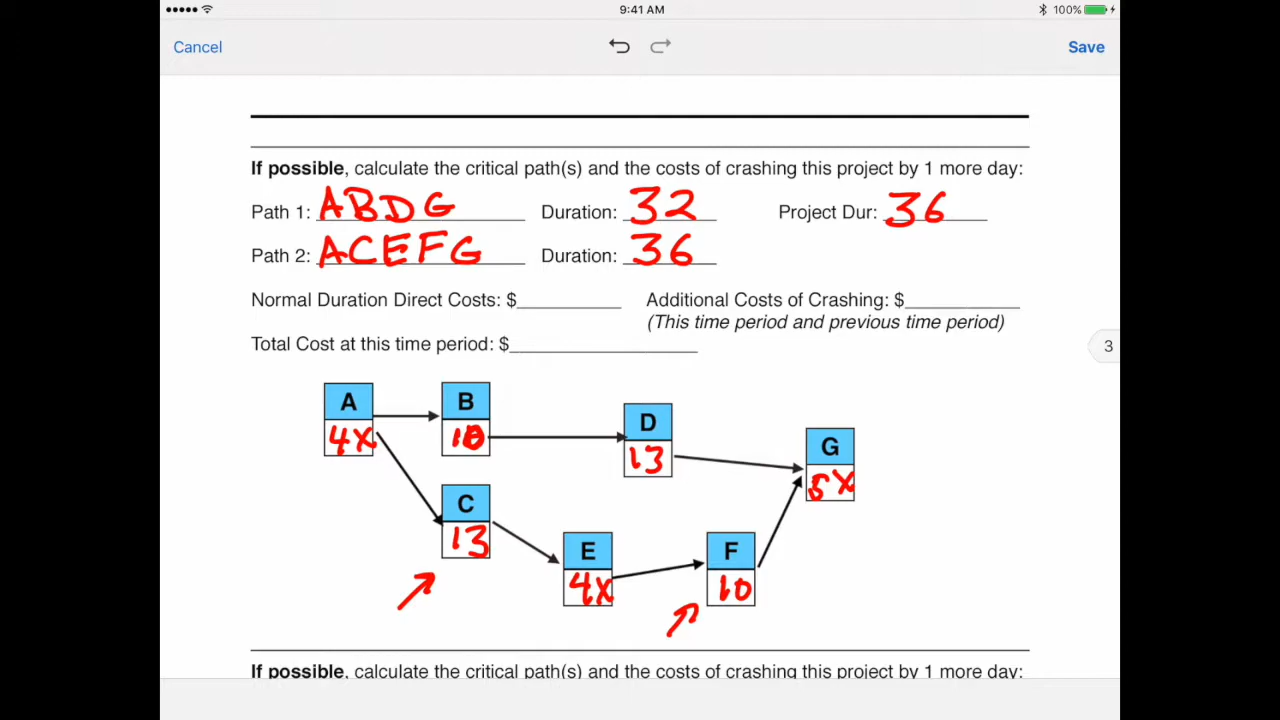 9:41 AM 100%
Cancel Save
If possible, calculate the critical path(s) and the costs of crashing this project by 1 more day:
Path 1: ABDG Duration: 32 Project Dur: 36
Path 2: ACEFG Duration: 36
Normal Duration Direct Costs: $ Additional Costs of Crashing: $
(This time period and previous time period)
Total Cost at this time period: $
3
A B
D
4X 10
G
13
5X
C
13
E F
4X 10
If possible, calculate the critical path(s) and the costs of crashing this project by 1 more day: